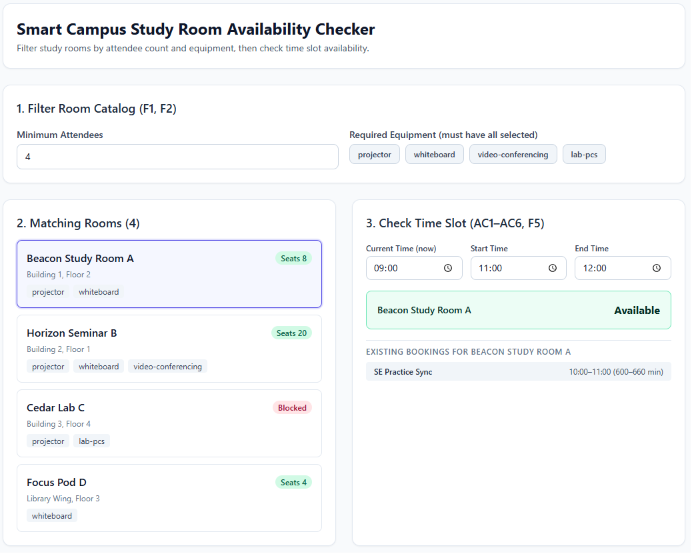 Smart Campus Study Room Availability Checker
Filter study rooms by attendee count and equipment, then check time slot availability.
1. Filter Room Catalog (F1, F2)
Minimum Attendees
4
Required Equipment (must have all selected)
projector whiteboard video-conferencing lab-pcs
2. Matching Rooms (4)
Beacon Study Room A Seats 8
Building 1, Floor 2
projector whiteboard
Horizon Seminar B Seats 20
Building 2, Floor 1
projector whiteboard video-conferencing
Cedar Lab C Blocked
Building 3, Floor 4
projector lab-pcs
Focus Pod D Seats 4
Library Wing, Floor 3
whiteboard
3. Check Time Slot (AC1–AC6, F5)
Current Time (now) Start Time End Time
09:00 11:00 12:00
Beacon Study Room A Available
EXISTING BOOKINGS FOR BEACON STUDY ROOM A
SE Practice Sync 10:00–11:00 (600–660 min)